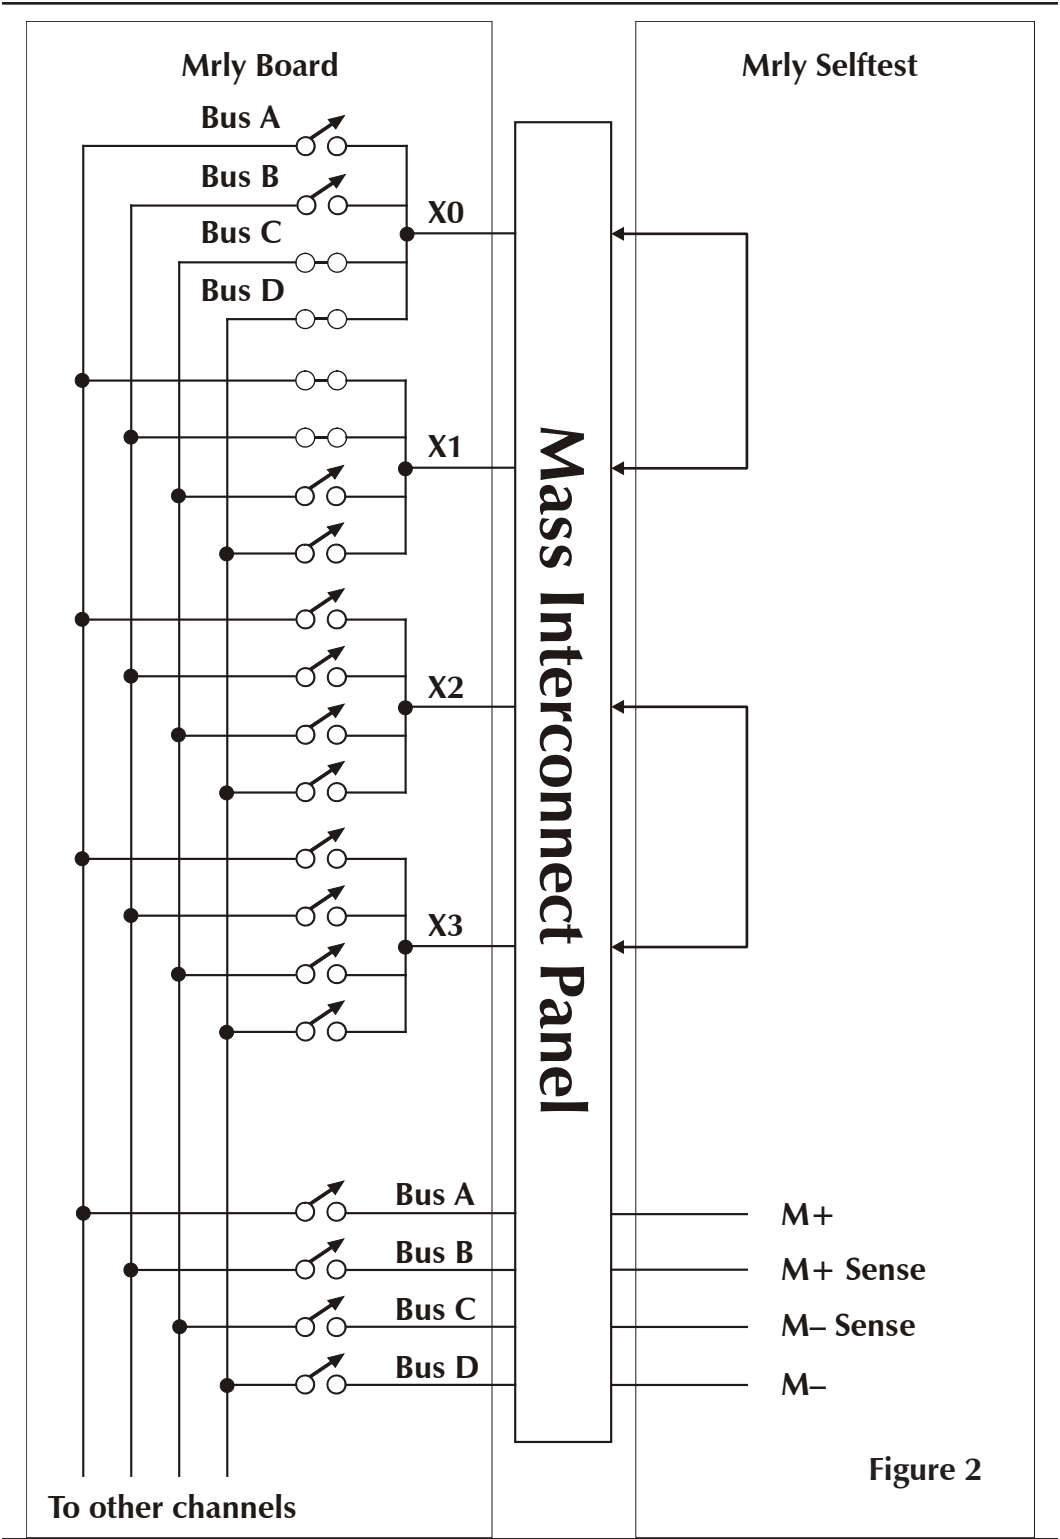 Mrly Board
Mrly Selftest
Bus A
Bus B
X0
Bus C
Bus D
X1
Mass Interconnect Panel
X2
X3
Bus A
M+
Bus B
M+ Sense
Bus C
M– Sense
Bus D
M–
Figure 2
To other channels